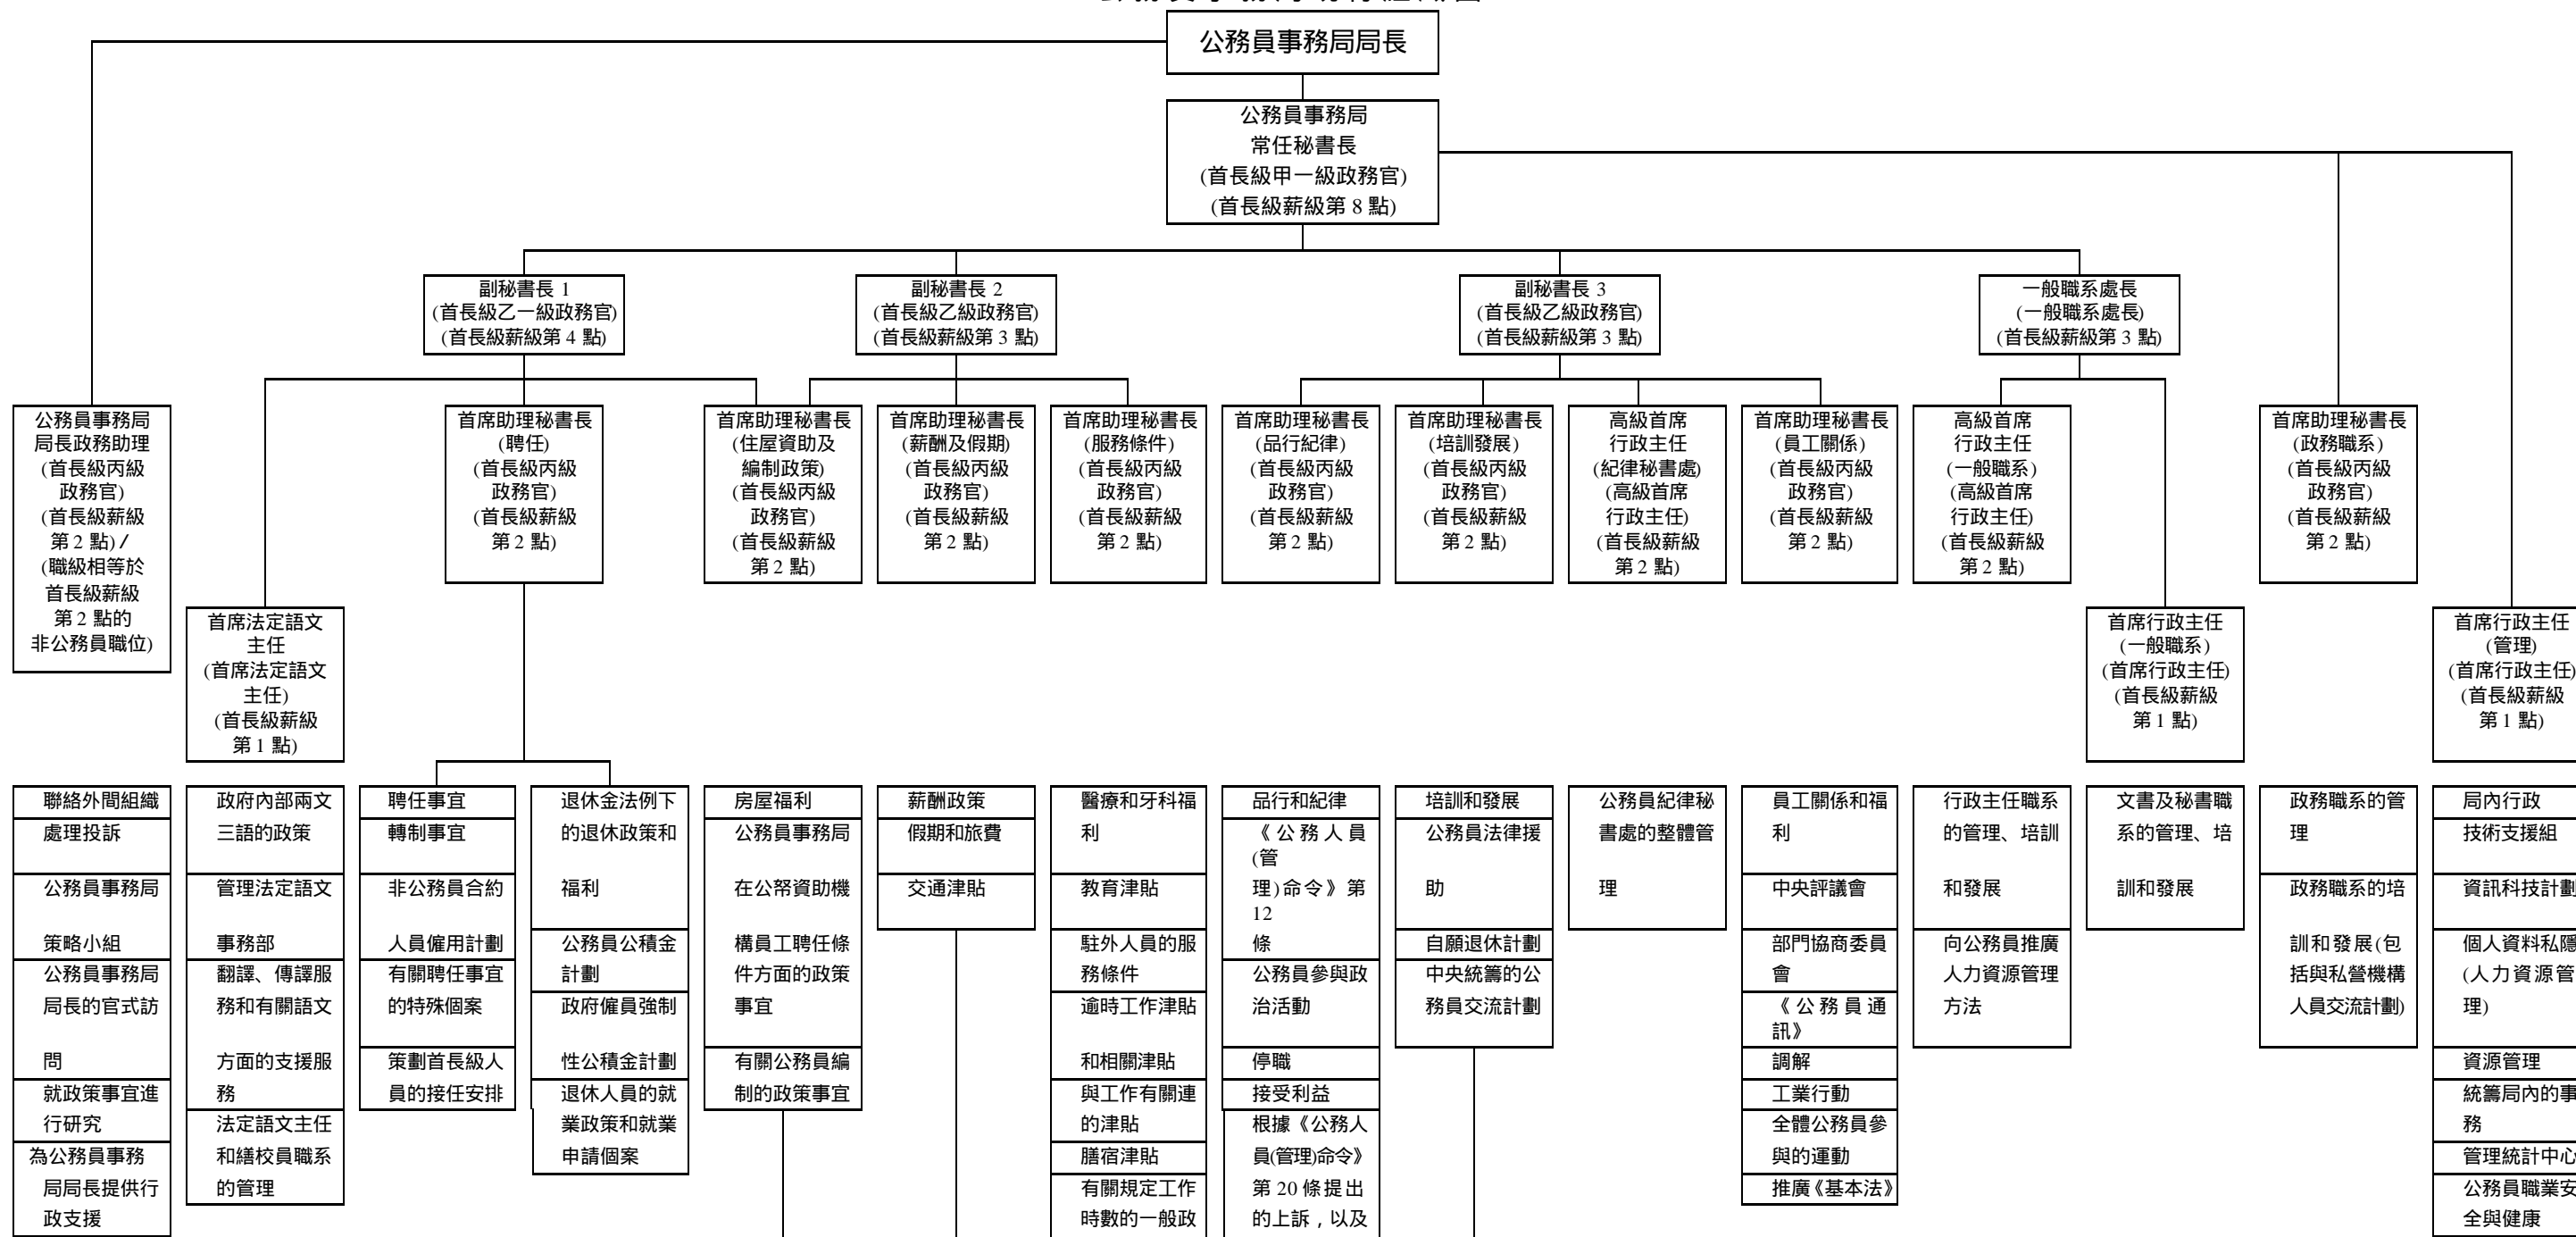 公務員事務局局長
公務員事務局
常任秘書長
(首長級甲一級政務官)
(首長級薪級第 8 點)
副秘書長 1
(首長級乙一級政務官)
(首長級薪級第 4 點)
副秘書長 2
(首長級乙級政務官)
(首長級薪級第 3 點)
副秘書長 3
(首長級乙級政務官)
(首長級薪級第 3 點)
一般職系處長
(一般職系處長)
(首長級薪級第 3 點)
公務員事務局
局長政務助理
(首長級丙級
政務官)
(首長級薪級
第 2 點) /
(職級相等於
首長級薪級
第 2 點的
非公務員職位)
首席法定語文
主任
(首席法定語文
主任)
(首長級薪級
第 1 點)
首席助理秘書長
(聘任)
(首長級丙級
政務官)
(首長級薪級
第 2 點)
首席助理秘書長
(住屋資助及
編制政策)
(首長級丙級
政務官)
(首長級薪級
第 2 點)
首席助理秘書長
(薪酬及假期)
(首長級丙級
政務官)
(首長級薪級
第 2 點)
首席助理秘書長
(服務條件)
(首長級丙級
政務官)
(首長級薪級
第 2 點)
首席助理秘書長
(品行紀律)
(首長級丙級
政務官)
(首長級薪級
第 2 點)
首席助理秘書長
(培訓發展)
(首長級丙級
政務官)
(首長級薪級
第 2 點)
高級首席
行政主任
(紀律秘書處)
(高級首席
行政主任)
(首長級薪級
第 2 點)
首席助理秘書長
(員工關係)
(首長級丙級
政務官)
(首長級薪級
第 2 點)
高級首席
行政主任
(一般職系)
(高級首席
行政主任)
(首長級薪級
第 2 點)
首席行政主任
(一般職系)
(首席行政主任)
(首長級薪級
第 1 點)
首席助理秘書長
(政務職系)
(首長級丙級
政務官)
(首長級薪級
第 2 點)
首席行政主任
(管理)
(首席行政主任)
(首長級薪級
第 1 點)
聯絡外間組織
處理投訴
公務員事務局
策略小組
公務員事務局
局長的官式訪
問
就政策事宜進
行研究
為公務員事務
局局長提供行
政支援
政府內部兩文
三語的政策
管理法定語文
事務部
翻譯、傳譯服
務和有關語文
方面的支援服
務
法定語文主任
和繕校員職系
的管理
聘任事宜
轉制事宜
非公務員合約
人員僱用計劃
有關聘任事宜
的特殊個案
策劃首長級人
員的接任安排
退休金法例下
的退休政策和
福利
公務員公積金
計劃
政府僱員強制
性公積金計劃
退休人員的就
業政策和就業
申請個案
房屋福利
公務員事務局
在公帑資助機
構員工聘任條
件方面的政策
事宜
有關公務員編
制的政策事宜
薪酬政策
假期和旅費
交通津貼
醫療和牙科福
利
教育津貼
駐外人員的服
務條件
逾時工作津貼
和相關津貼
與工作有關連
的津貼
膳宿津貼
有關規定工作
時數的一般政
品行和紀律
《公務人員
(管
理)命令》第
12
條
公務員參與政
治活動
停職
接受利益
根據《公務人
員(管理)命令》
第 20 條提出
的上訴，以及
培訓和發展
公務員法律援
助
自願退休計劃
中央統籌的公
務員交流計劃
公務員紀律秘
書處的整體管
理
員工關係和福
利
中央評議會
部門協商委員
會
《公務員通
訊》
調解
工業行動
全體公務員參
與的運動
推廣《基本法》
行政主任職系
的管理、培訓
和發展
向公務員推廣
人力資源管理
方法
文書及秘書職
系的管理、培
訓和發展
政務職系的管
理
政務職系的培
訓和發展(包
括與私營機構
人員交流計劃)
局內行政
技術支援組
資訊科技計劃
個人資料私隱
(人力資源管
理)
資源管理
統籌局內的事
務
管理統計中心
公務員職業安
全與健康